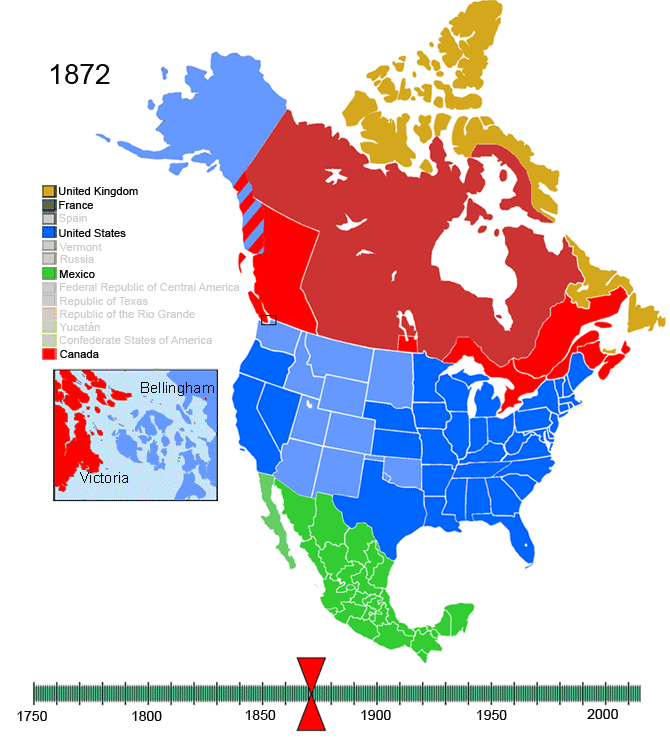 1872
United Kingdom
France
Spain
United States
Vermont
Russia
Mexico
Federal Republic of Central America
Republic of Texas
Republic of the Rio Grande
Yucatán
Confederate States of America
Canada
Bellingham
Victoria
1750 1800 1850 1900 1950 2000